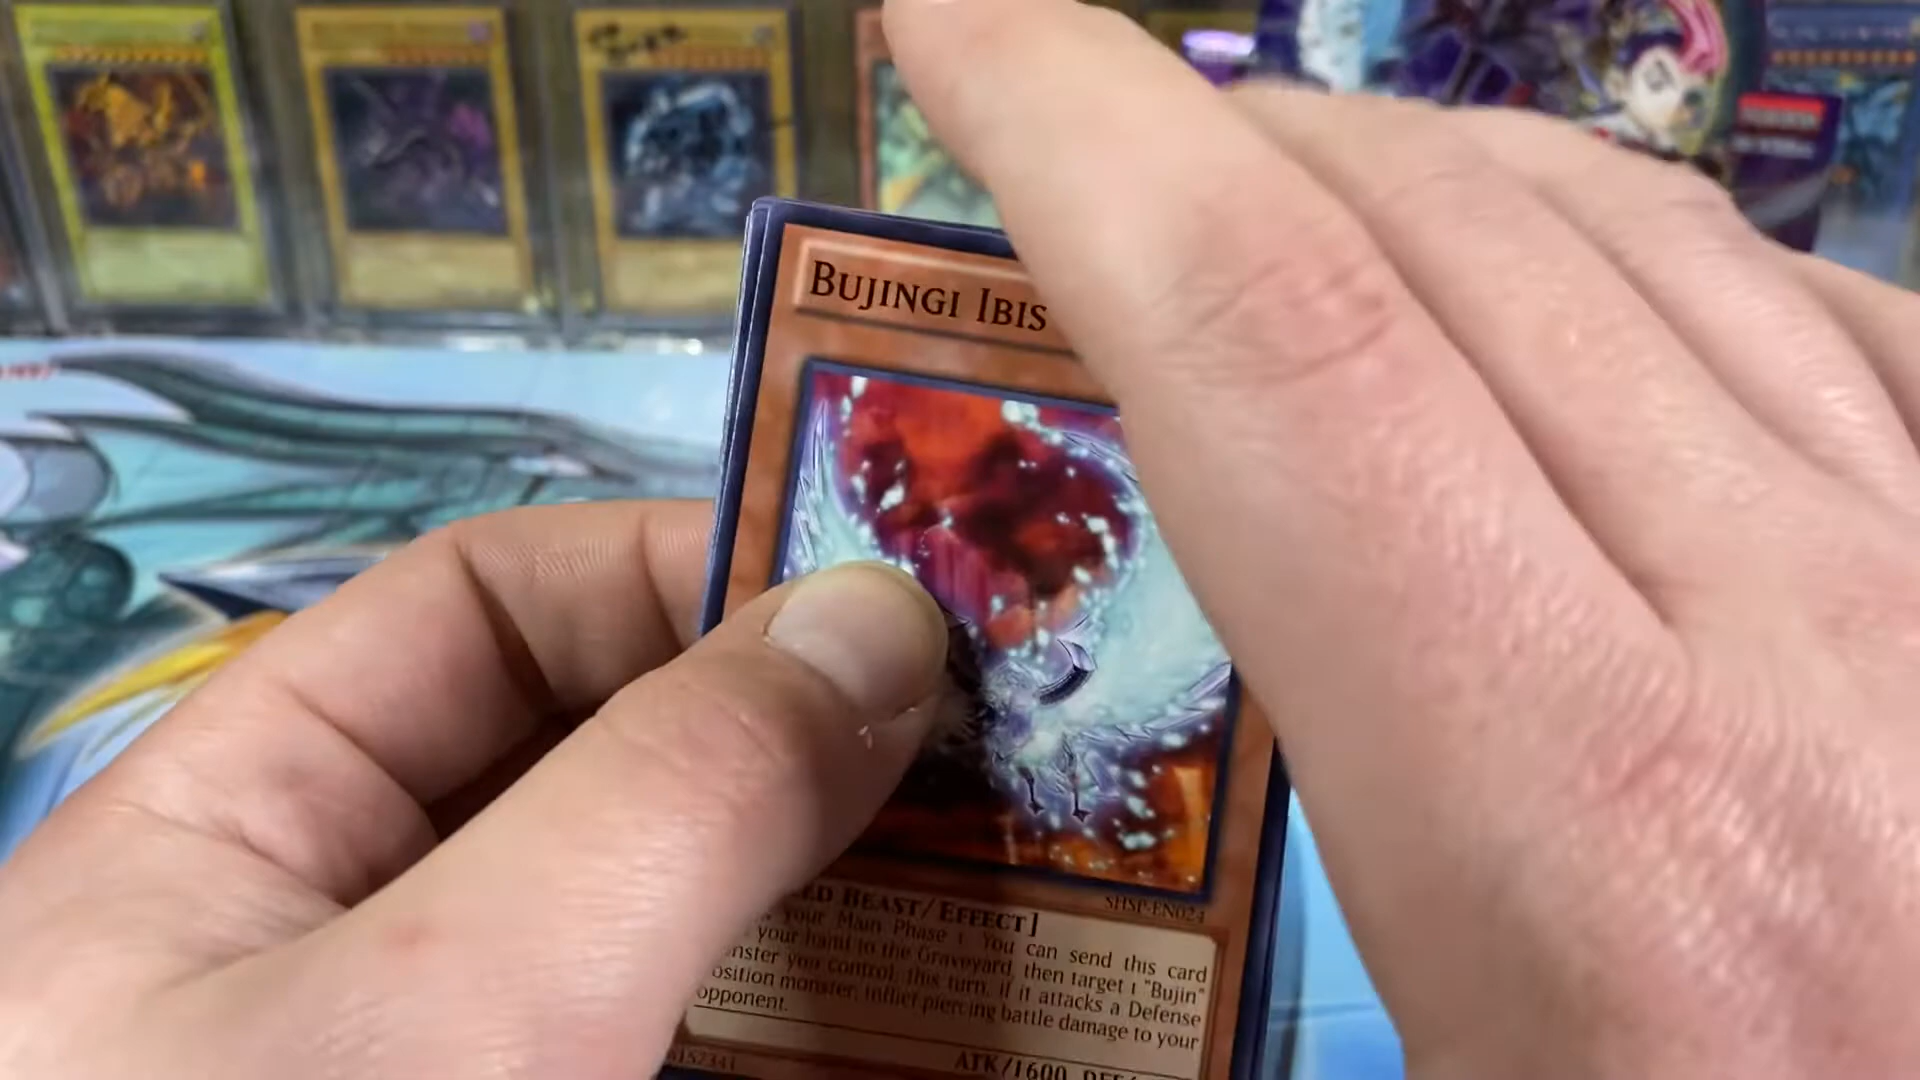 BUJINGI IBIS
SHSP-EN024
BEAST/EFFECT]
your Main Phase 1: You can send this card
your hand to the Graveyard, then target 1 "Bujin"
you control; this turn, if it attacks a Defense
monster, inflict piercing battle damage to your
opponent.
ATK/1600